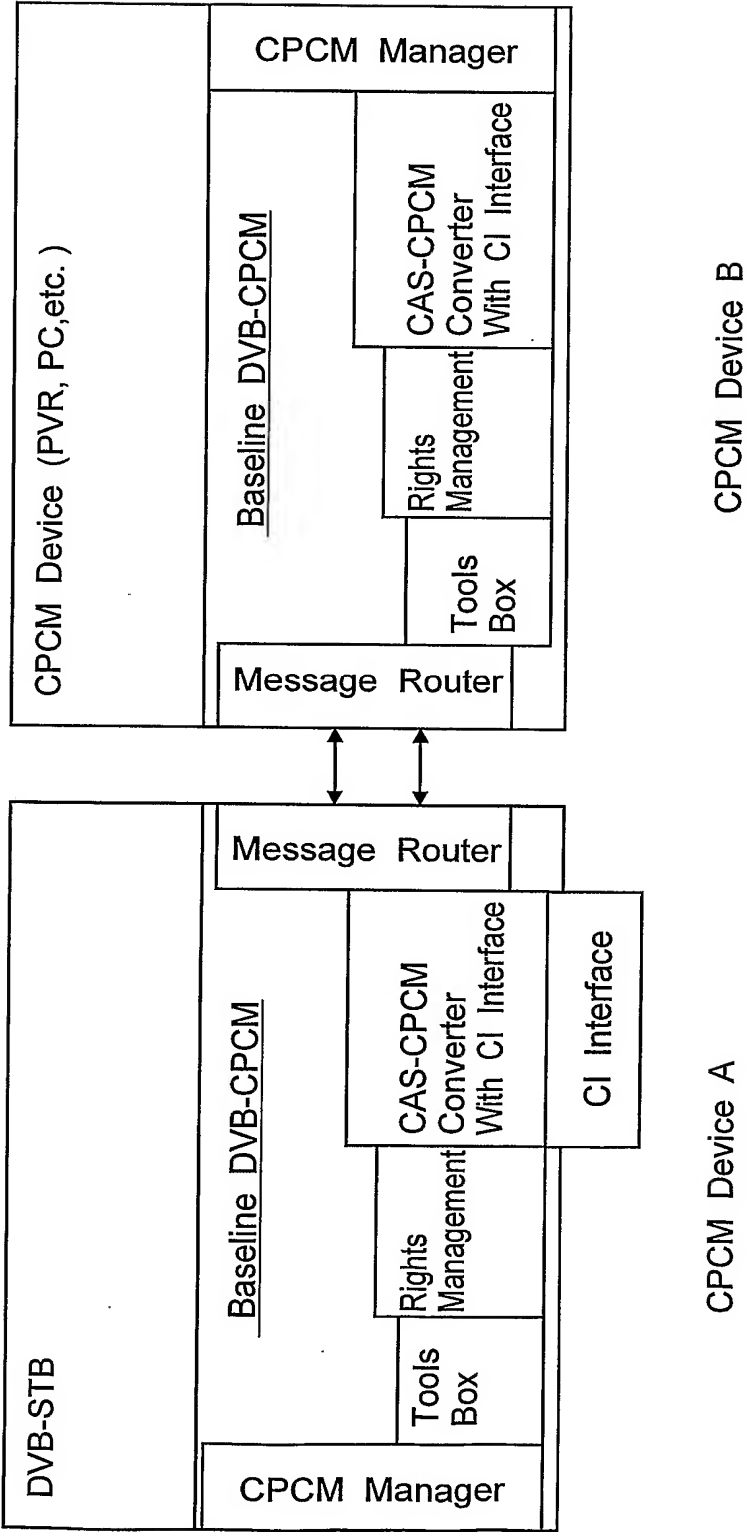 DVB-STB
CPCM Manager
Baseline DVB-CPCM
Tools
Box
Rights
Management
CAS-CPCM
Converter
With CI Interface
CI Interface
Message Router
CPCM Device A
CPCM Device (PVR, PC,etc. )
Message Router
Baseline DVB-CPCM
Tools
Box
Rights
Management
CAS-CPCM
Converter
With CI Interface
CPCM Manager
CPCM Device B